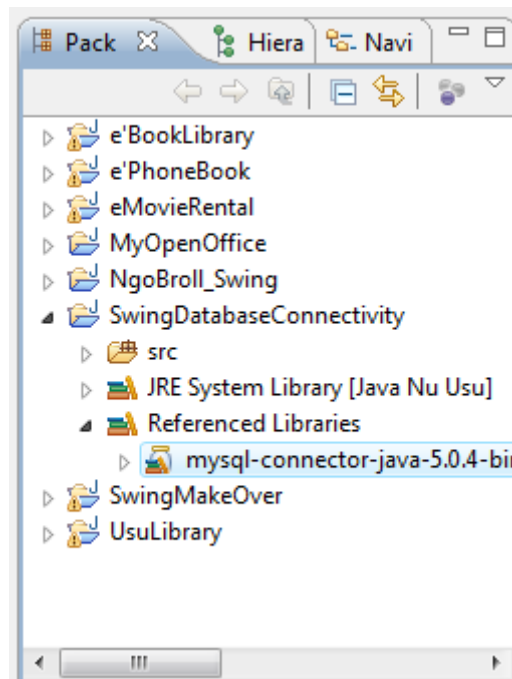 Pack Hiera Navi
e'BookLibrary
e'PhoneBook
eMovieRental
MyOpenOffice
NgoBroll_Swing
SwingDatabaseConnectivity
src
JRE System Library [Java Nu Usu]
Referenced Libraries
mysql-connector-java-5.0.4-bin
SwingMakeOver
UsuLibrary